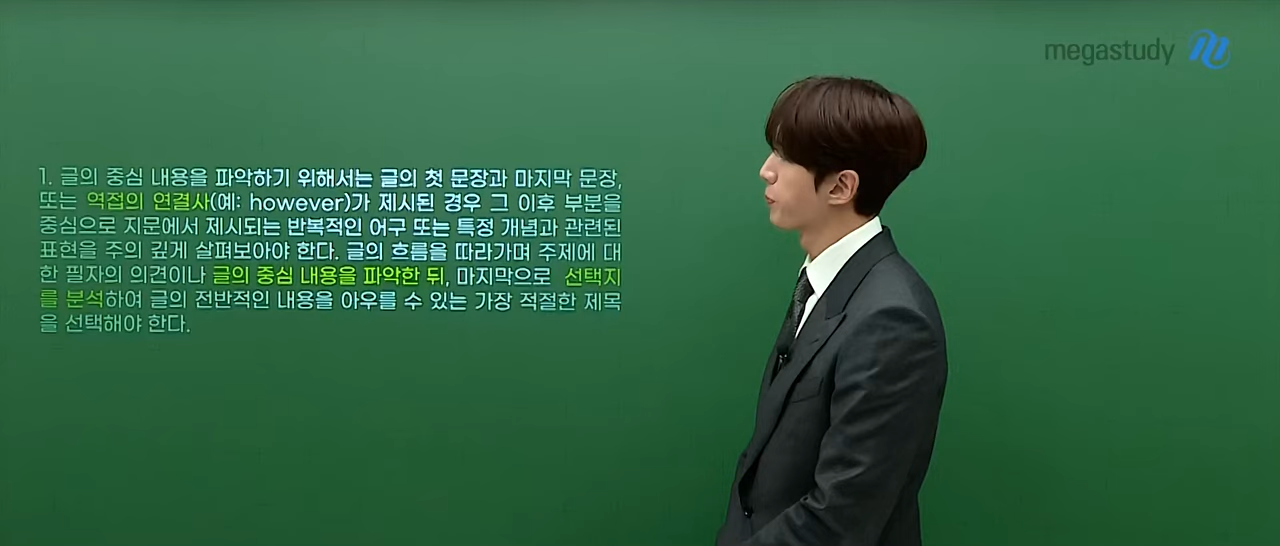 megastudy
1. 글의 중심 내용을 파악하기 위해서는 글의 첫 문장과 마지막 문장,
또는 역접의 연결사(예: however)가 제시된 경우 그 이후 부분을
중심으로 지문에서 제시되는 반복적인 어구 또는 특정 개념과 관련된
표현을 주의 깊게 살펴보아야 한다. 글의 흐름을 따라가며 주제에 대
한 필자의 의견이나 글의 중심 내용을 파악한 뒤, 마지막으로 선택지
를 분석하여 글의 전반적인 내용을 아우를 수 있는 가장 적절한 제목
을 선택해야 한다.